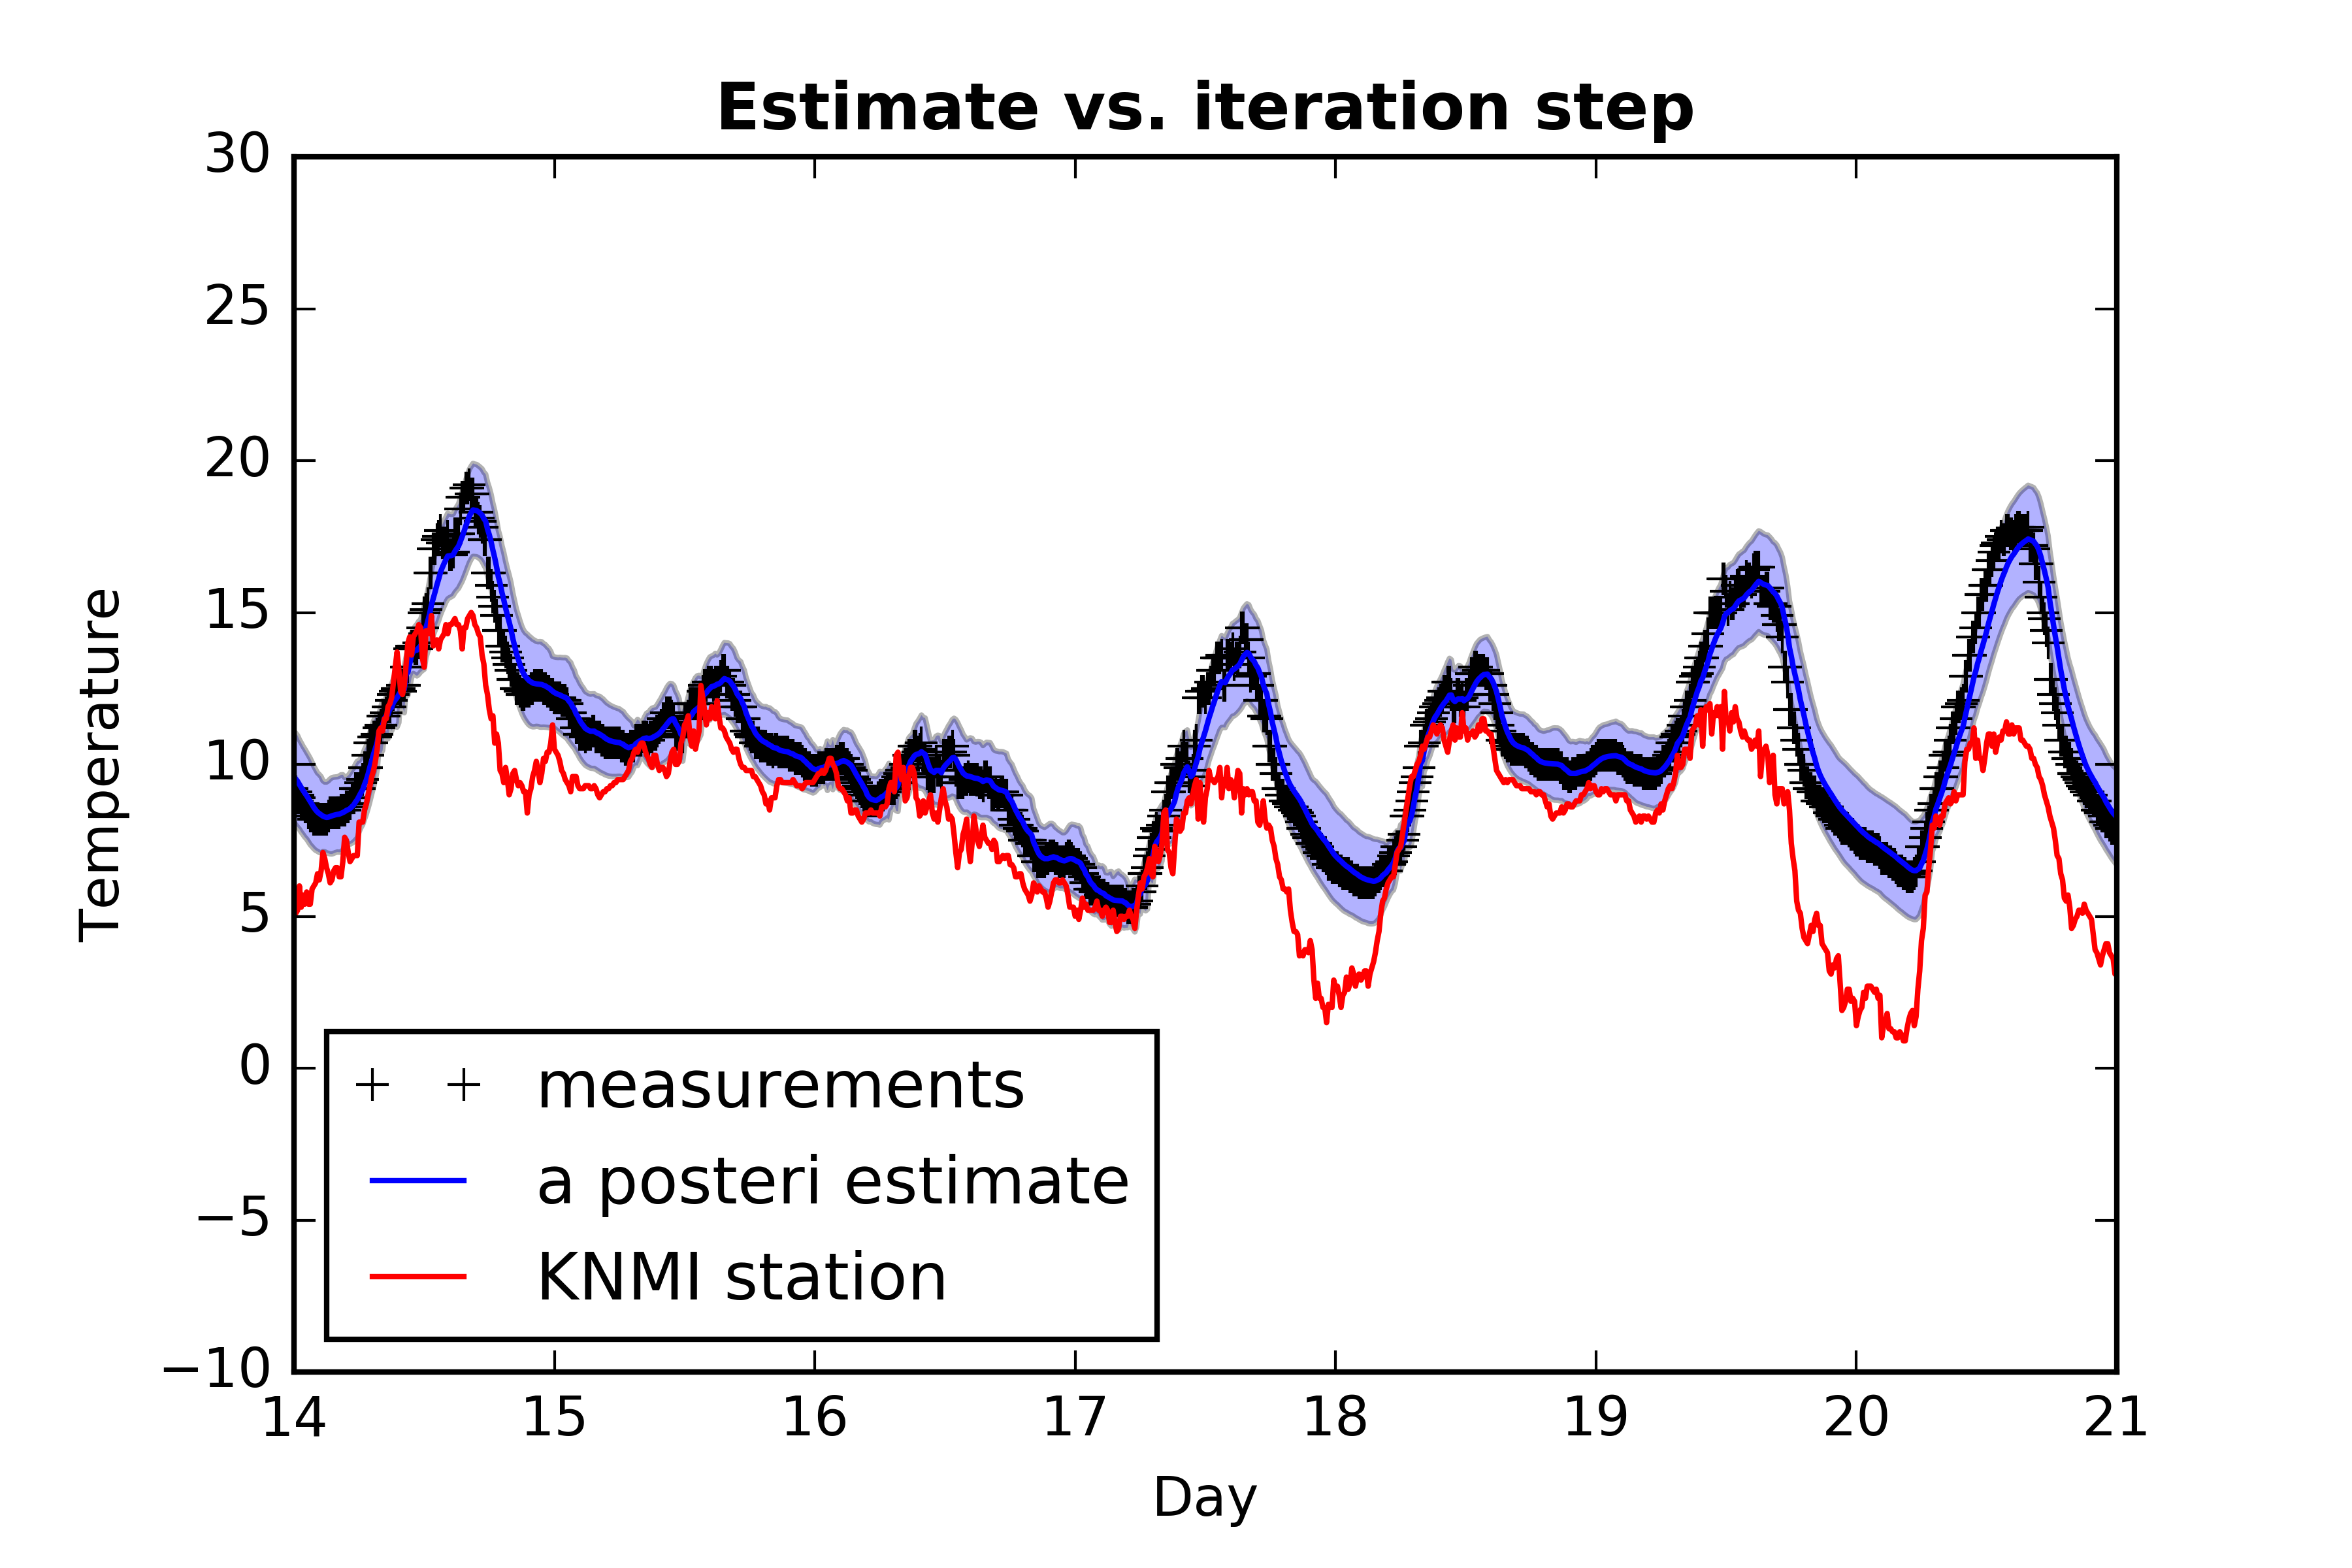 Estimate vs. iteration step
30
25
20
15
10
5
0
−5
−10
Temperature
measurements
a posteri estimate
KNMI station
14 15 16 17 18 19 20 21
Day